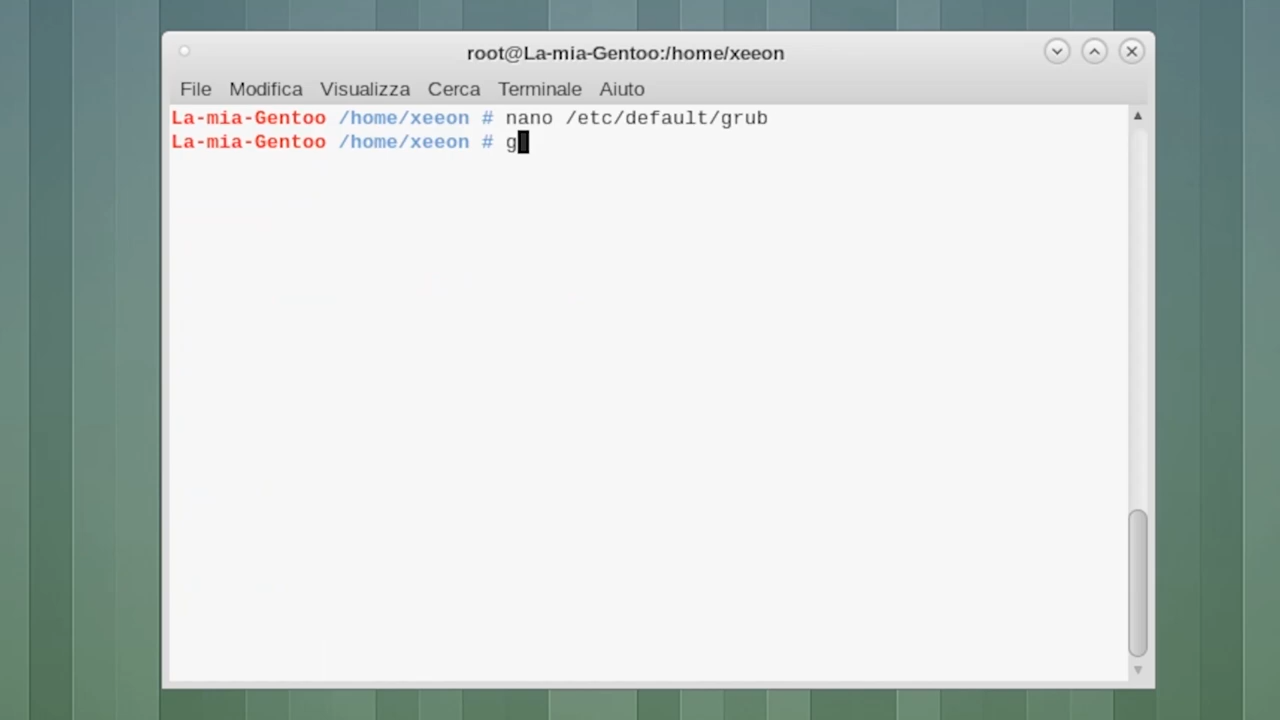 root@La-mia-Gentoo:/home/xeeon
File Modifica Visualizza Cerca Terminale Aiuto
La-mia-Gentoo /home/xeeon # nano /etc/default/grub
La-mia-Gentoo /home/xeeon # g